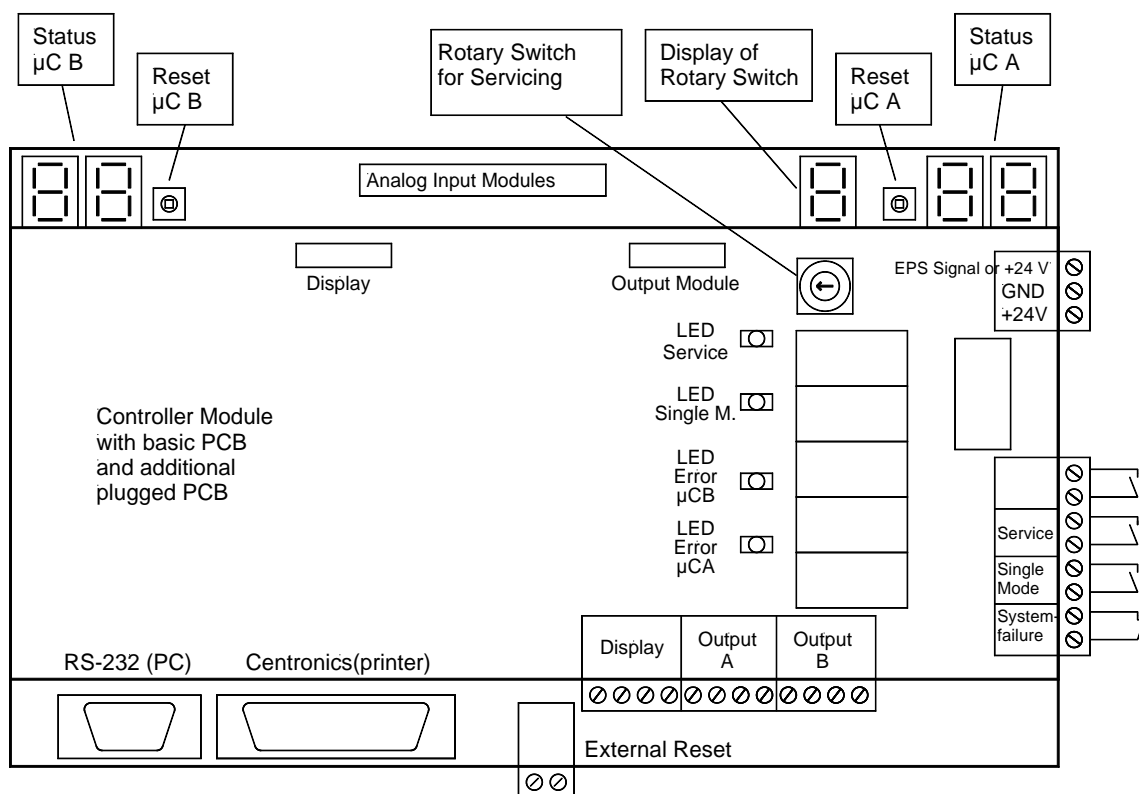 Status
µC B
Reset
µC B
Rotary Switch
for Servicing
Display of
Rotary Switch
Reset
µC A
Status
µC A
Analog Input Modules
Display
Output Module
EPS Signal or +24 V
GND
+24V
LED
Service
LED
Single M.
Controller Module
with basic PCB
and additional
plugged PCB
LED
Error
µCB
LED
Error
µCA
Service
Single
Mode
System-
failure
RS-232 (PC)
Centronics(printer)
Display
Output
A
Output
B
External Reset